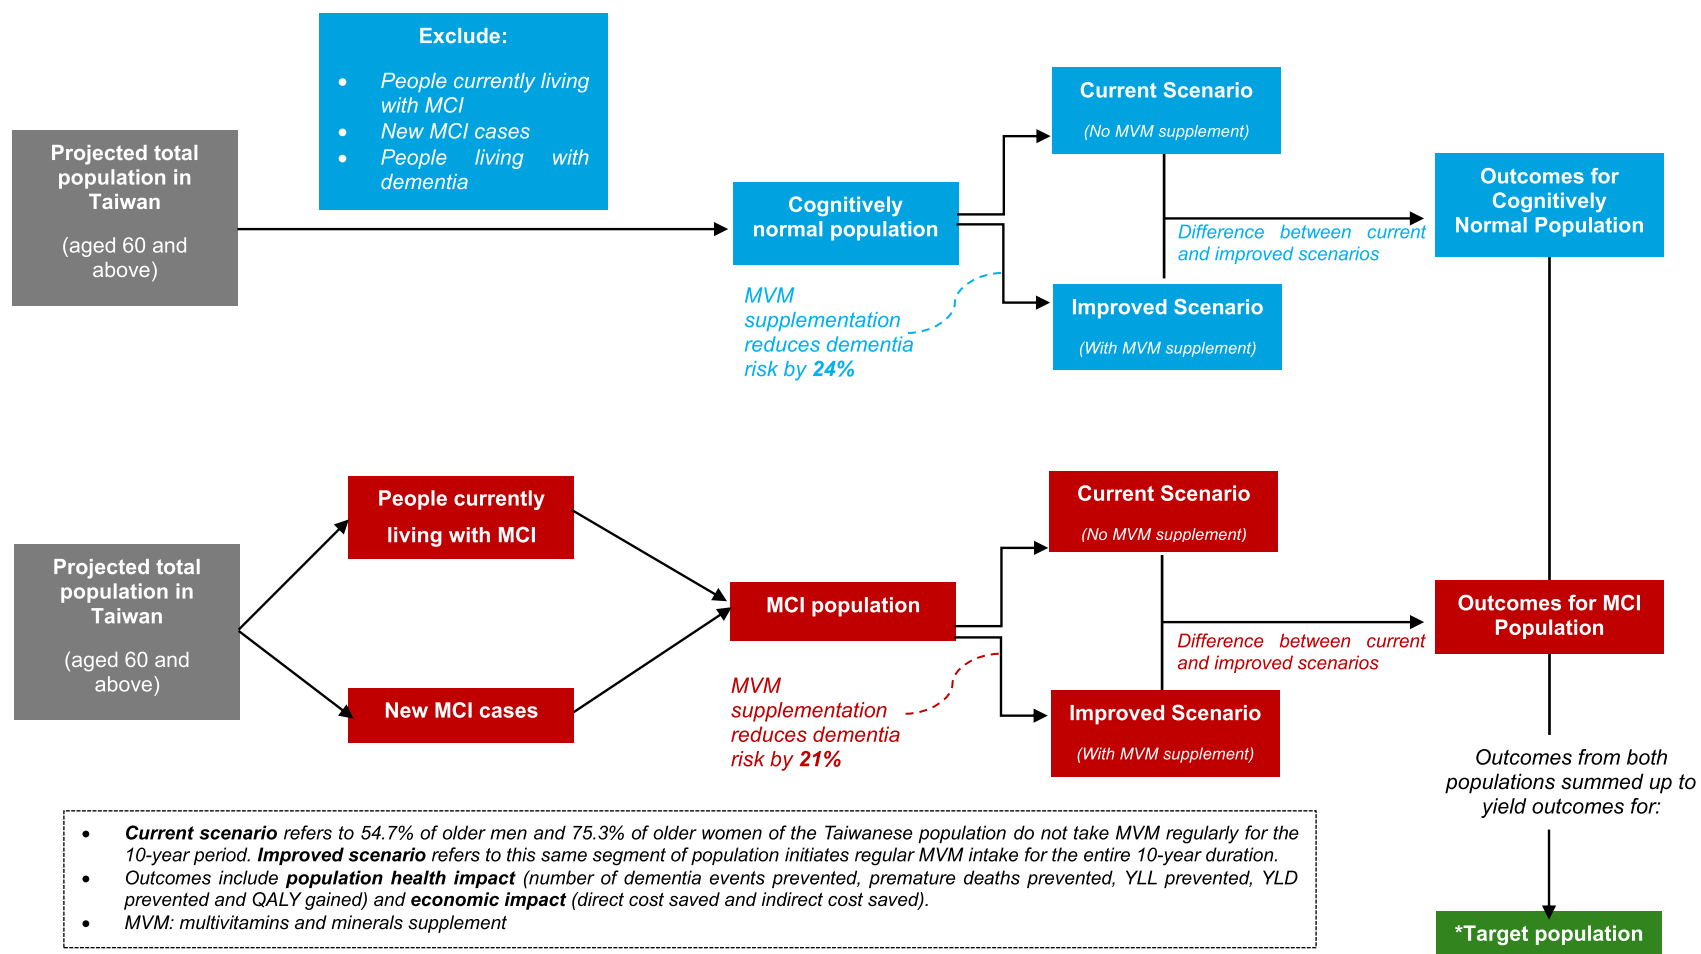 Exclude:
• People currently living
with MCI
• New MCI cases
• People living with
dementia
Projected total
population in
Taiwan
(aged 60 and
above)
Cognitively
normal population
MVM
supplementation
reduces dementia
risk by 24%
Current Scenario
(No MVM supplement)
Improved Scenario
(With MVM supplement)
Difference between current
and improved scenarios
Outcomes for
Cognitively
Normal Population
Projected total
population in
Taiwan
(aged 60 and
above)
People currently
living with MCI
New MCI cases
MCI population
MVM
supplementation
reduces dementia
risk by 21%
Current Scenario
(No MVM supplement)
Improved Scenario
(With MVM supplement)
Difference between current
and improved scenarios
Outcomes for MCI
Population
Outcomes from both
populations summed up to
yield outcomes for:
*Target population
• Current scenario refers to 54.7% of older men and 75.3% of older women of the Taiwanese population do not take MVM regularly for the
10-year period. Improved scenario refers to this same segment of population initiates regular MVM intake for the entire 10-year duration.
• Outcomes include population health impact (number of dementia events prevented, premature deaths prevented, YLL prevented, YLD
prevented and QALY gained) and economic impact (direct cost saved and indirect cost saved).
• MVM: multivitamins and minerals supplement